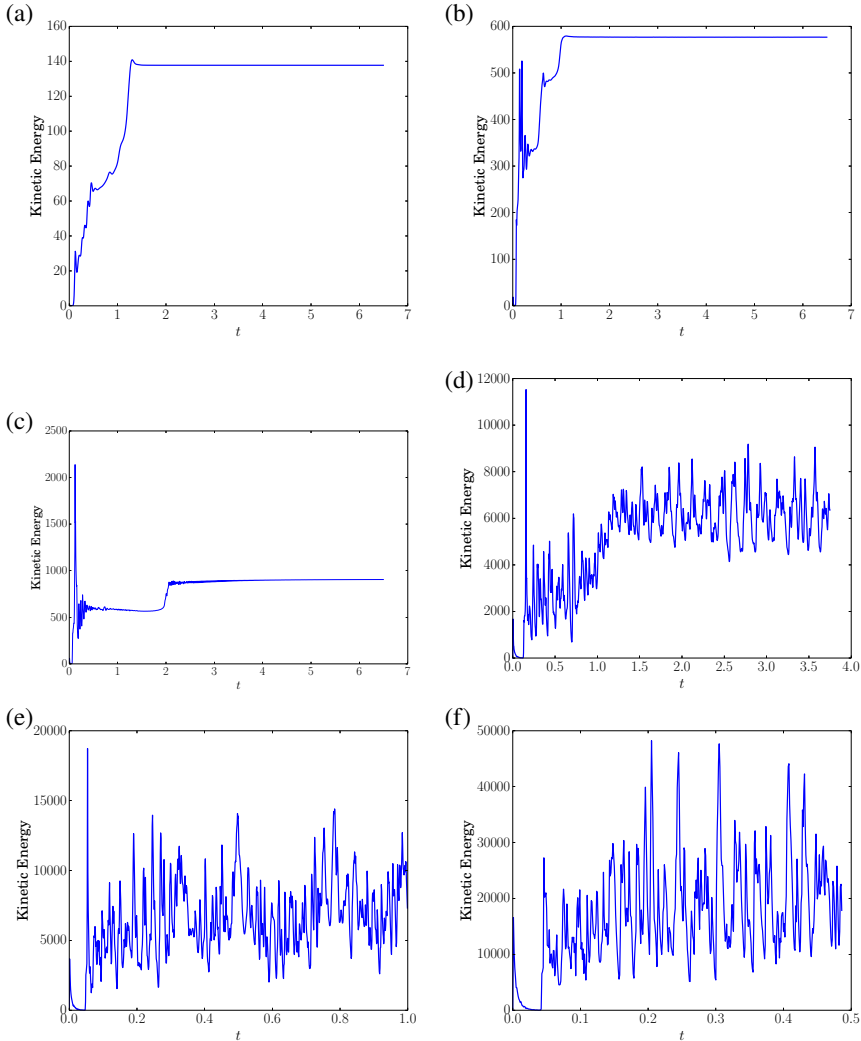 (a)
160
140
120
100
80
60
40
20
0
Kinetic Energy
0 1 2 3 4 5 6 7
t
(b)
600
500
400
300
200
100
0
Kinetic Energy
0 1 2 3 4 5 6 7
t
(c)
2500
2000
1500
1000
500
0
Kinetic Energy
0 1 2 3 4 5 6 7
t
(d)
12000
10000
8000
6000
4000
2000
0
Kinetic Energy
0.0 0.5 1.0 1.5 2.0 2.5 3.0 3.5 4.0
t
(e)
20000
15000
10000
5000
0
Kinetic Energy
0.0 0.2 0.4 0.6 0.8 1.0
t
(f)
50000
40000
30000
20000
10000
0
Kinetic Energy
0.0 0.1 0.2 0.3 0.4 0.5
t